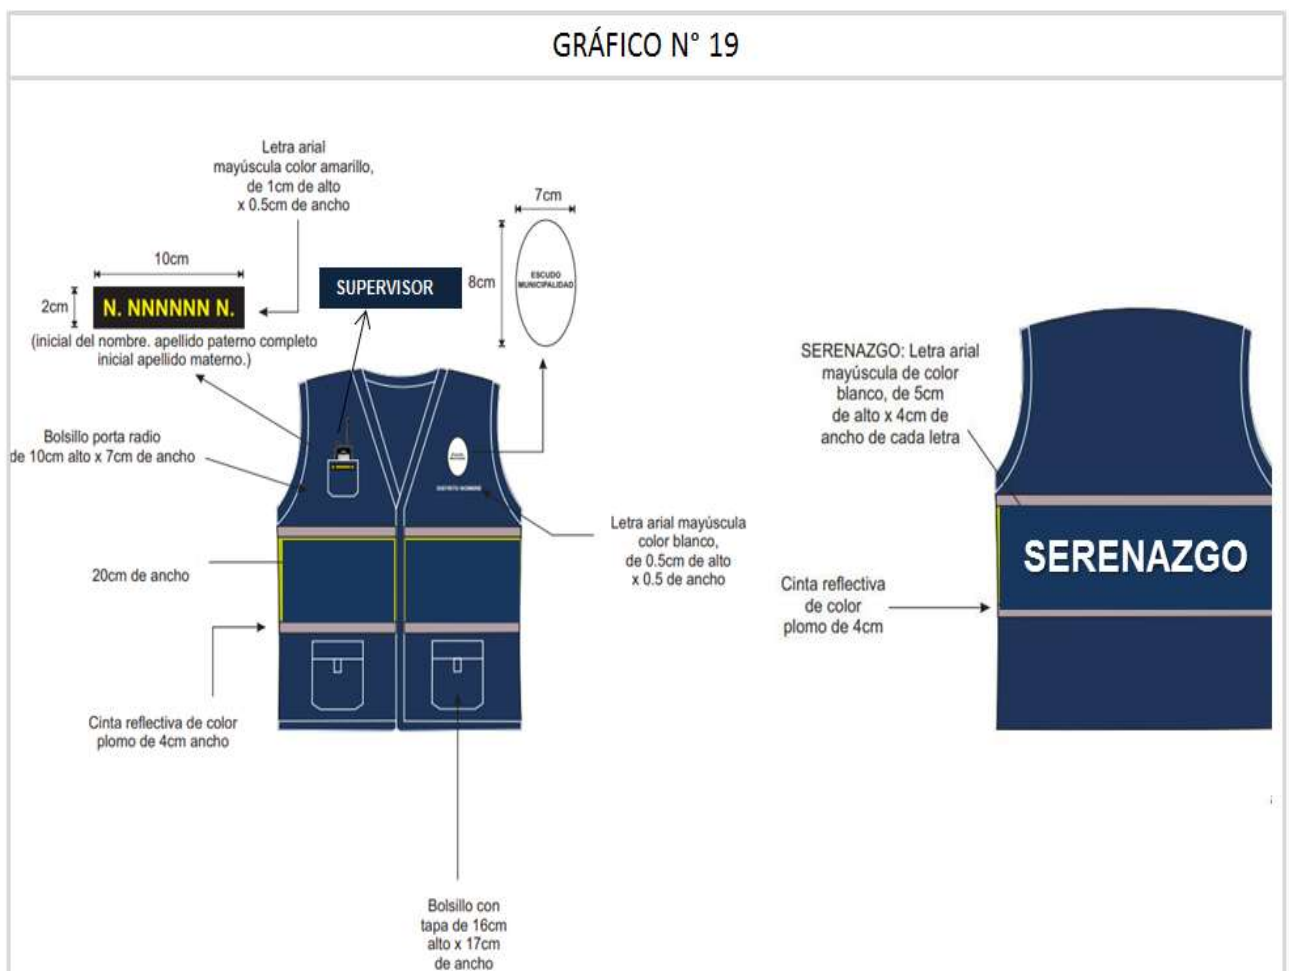 GRÁFICO N° 19
Letra arial
mayúscula color amarillo,
de 1cm de alto
x 0.5cm de ancho
10cm
2cm
N. NNNNNN N.
(inicial del nombre. apellido paterno completo
inicial apellido materno.)
SUPERVISOR
7cm
8cm
ESCUDO
MUNICIPALIDAD
Bolsillo porta radio
de 10cm alto x 7cm de ancho
DISTRITO NOMBRE
Letra arial mayúscula
color blanco,
de 0.5cm de alto
x 0.5 de ancho
20cm de ancho
Cinta reflectiva de color
plomo de 4cm ancho
Bolsillo con
tapa de 16cm
alto x 17cm
de ancho
SERENAZGO: Letra arial
mayúscula de color
blanco, de 5cm
de alto x 4cm de
ancho de cada letra
SERENAZGO
Cinta reflectiva
de color
plomo de 4cm